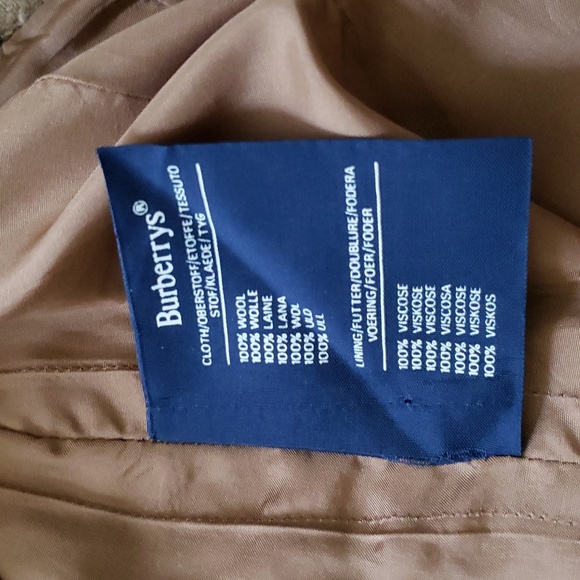 Burberrys®
CLOTH/OBERSTOFF/ETOFFE/TESSUTO
STOF/KLAEDE/TYG
100% WOOL
100% WOLLE
100% LAINE
100% LANA
100% WOL
100% ULD
100% ULL
LINING/FUTTER/DOUBLURE/FODERA
VOERING/FOER/FODER
100% VISCOSE
100% VISKOSE
100% VISCOSE
100% VISCOSA
100% VISCOSE
100% VISKOSE
100% VISKOS